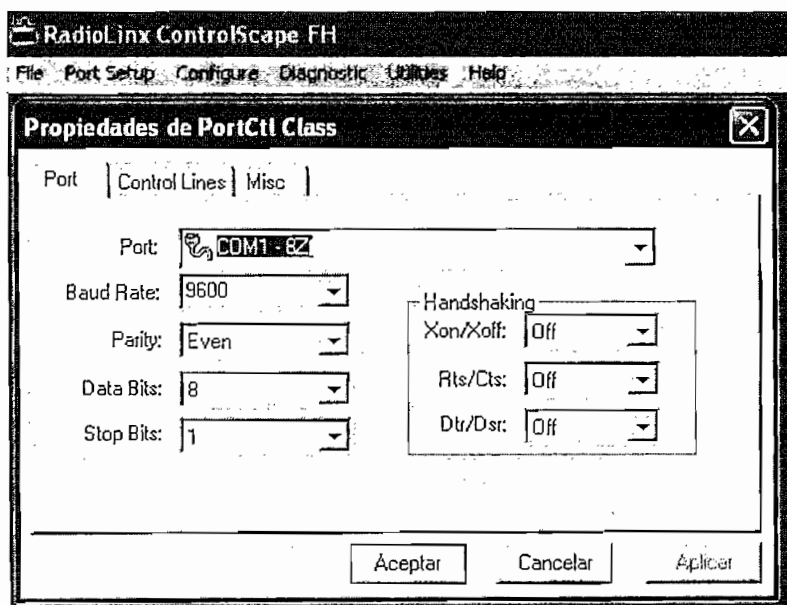 RadioLinx ControlScape FH
File Port Setup Configure Diagnostic Utilities Help
Propiedades de PortCtl Class
Port Control Lines Misc
Port: COM1 - 8Z
Baud Rate: 9600
Parity: Even
Data Bits: 8
Stop Bits: 1
Handshaking
Xon/Xoff: Off
Rts/Cts: Off
Dtr/Dsr: Off
Aceptar Cancelar Aplicar